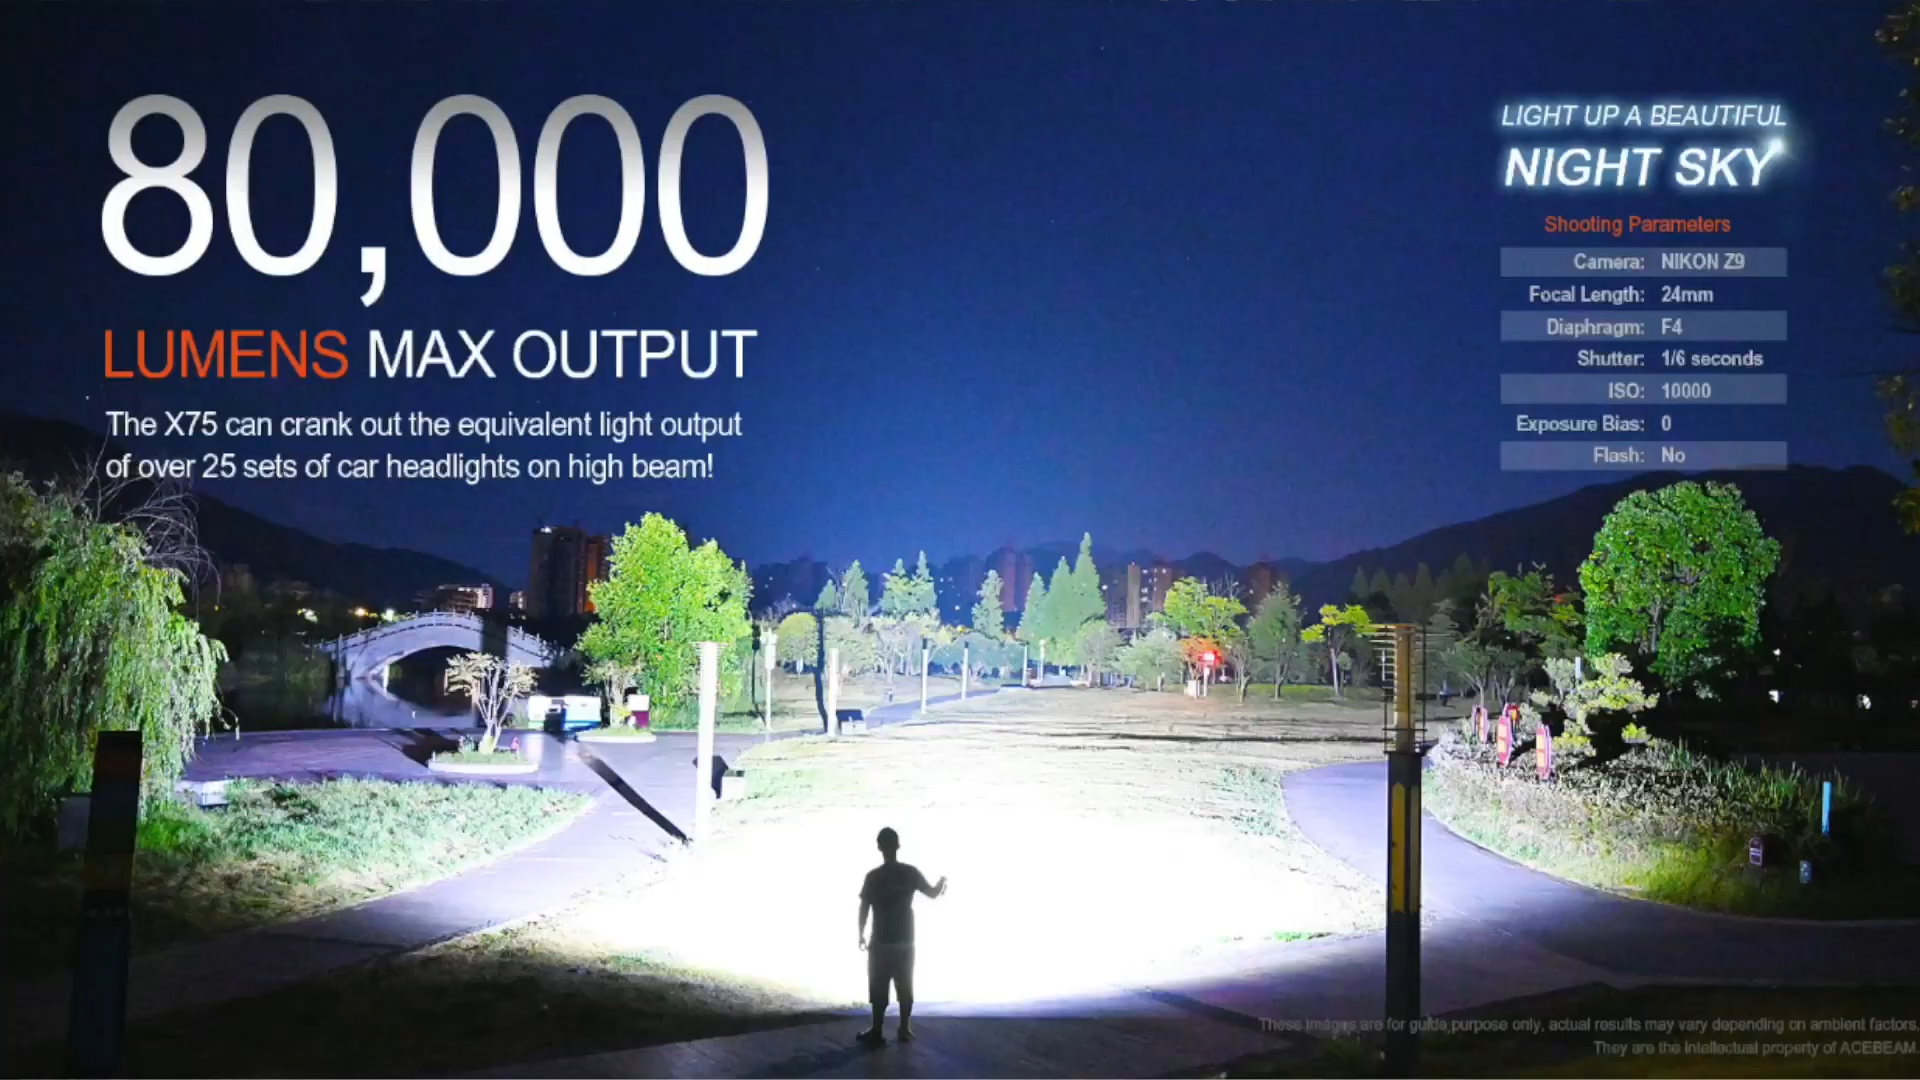 80,000
LUMENS MAX OUTPUT
The X75 can crank out the equivalent light output
of over 25 sets of car headlights on high beam!
LIGHT UP A BEAUTIFUL
NIGHT SKY
Shooting Parameters
Camera: NIKON Z9
Focal Length: 24mm
Diaphragm: F4
Shutter: 1/6 seconds
ISO: 10000
Exposure Bias: 0
Flash: No
These images are for guide purpose only, actual results may vary depending on ambient factors.
They are the intellectual property of ACEBEAM.